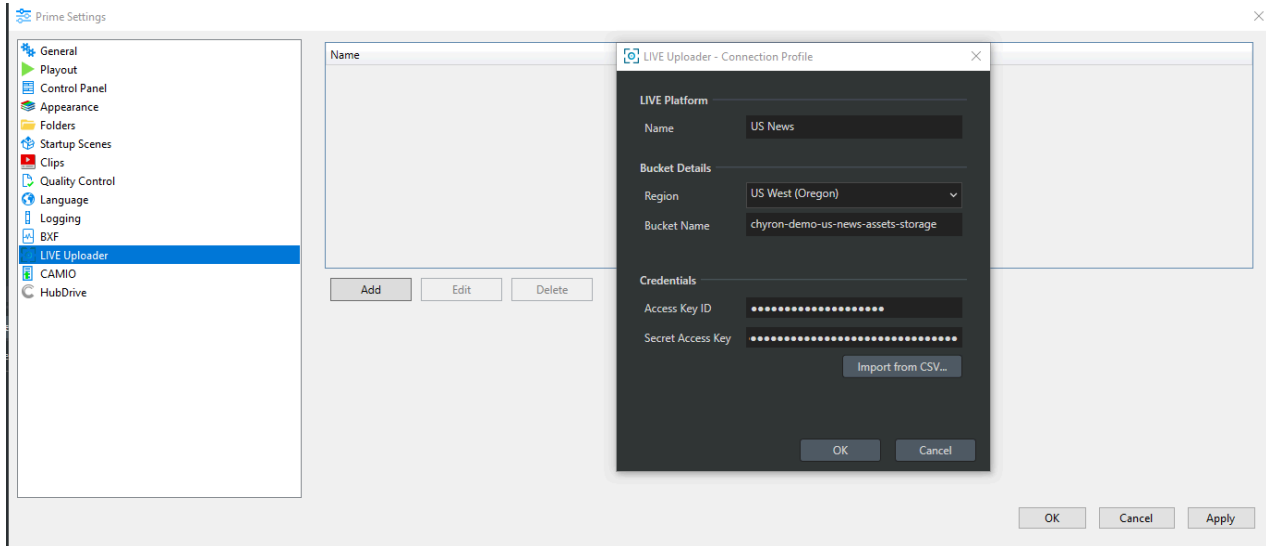 Prime Settings
General
Playout
Control Panel
Appearance
Folders
Startup Scenes
Clips
Quality Control
Language
Logging
BXF
LIVE Uploader
CAMIO
HubDrive
Name
Add Edit Delete
LIVE Uploader - Connection Profile
LIVE Platform
Name US News
Bucket Details
Region US West (Oregon)
Bucket Name chyron-demo-us-news-assets-storage
Credentials
Access Key ID ••••••••••••••••••••
Secret Access Key ••••••••••••••••••••••••••••••••
Import from CSV...
OK Cancel
OK Cancel Apply